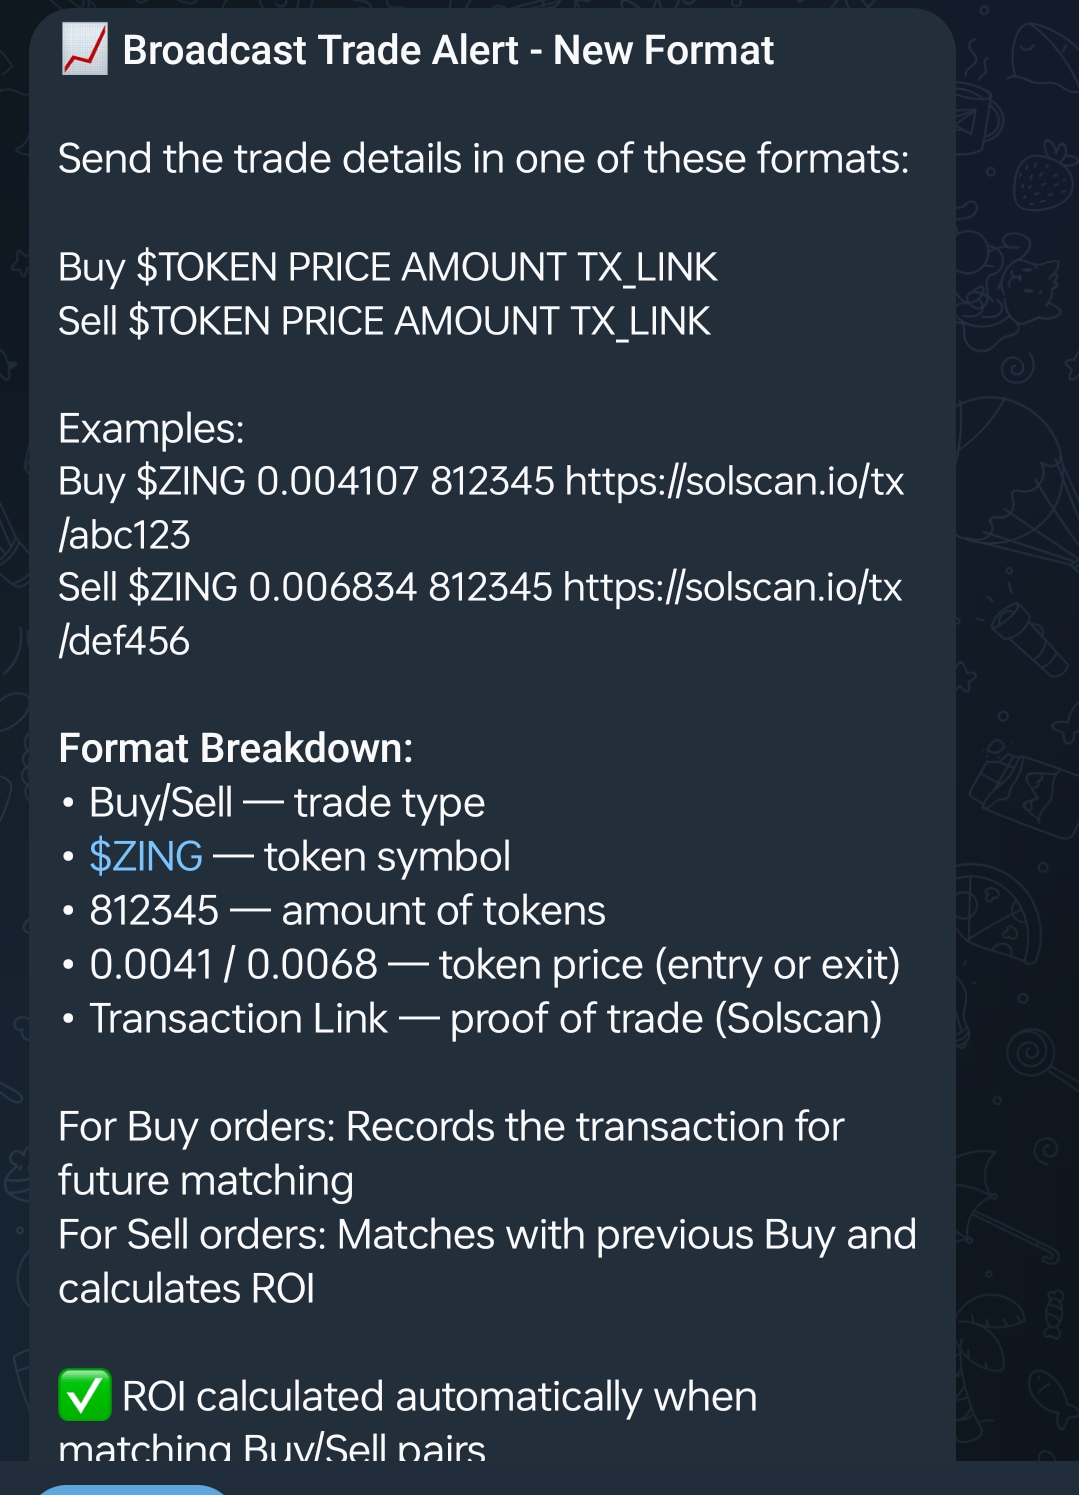 📈 Broadcast Trade Alert - New Format
Send the trade details in one of these formats:
Buy $TOKEN PRICE AMOUNT TX_LINK
Sell $TOKEN PRICE AMOUNT TX_LINK
Examples:
Buy $ZING 0.004107 812345 https://solscan.io/tx
/abc123
Sell $ZING 0.006834 812345 https://solscan.io/tx
/def456
Format Breakdown:
• Buy/Sell — trade type
• $ZING — token symbol
• 812345 — amount of tokens
• 0.0041 / 0.0068 — token price (entry or exit)
• Transaction Link — proof of trade (Solscan)
For Buy orders: Records the transaction for
future matching
For Sell orders: Matches with previous Buy and
calculates ROI
✅ ROI calculated automatically when
matching Buy/Sell pairs